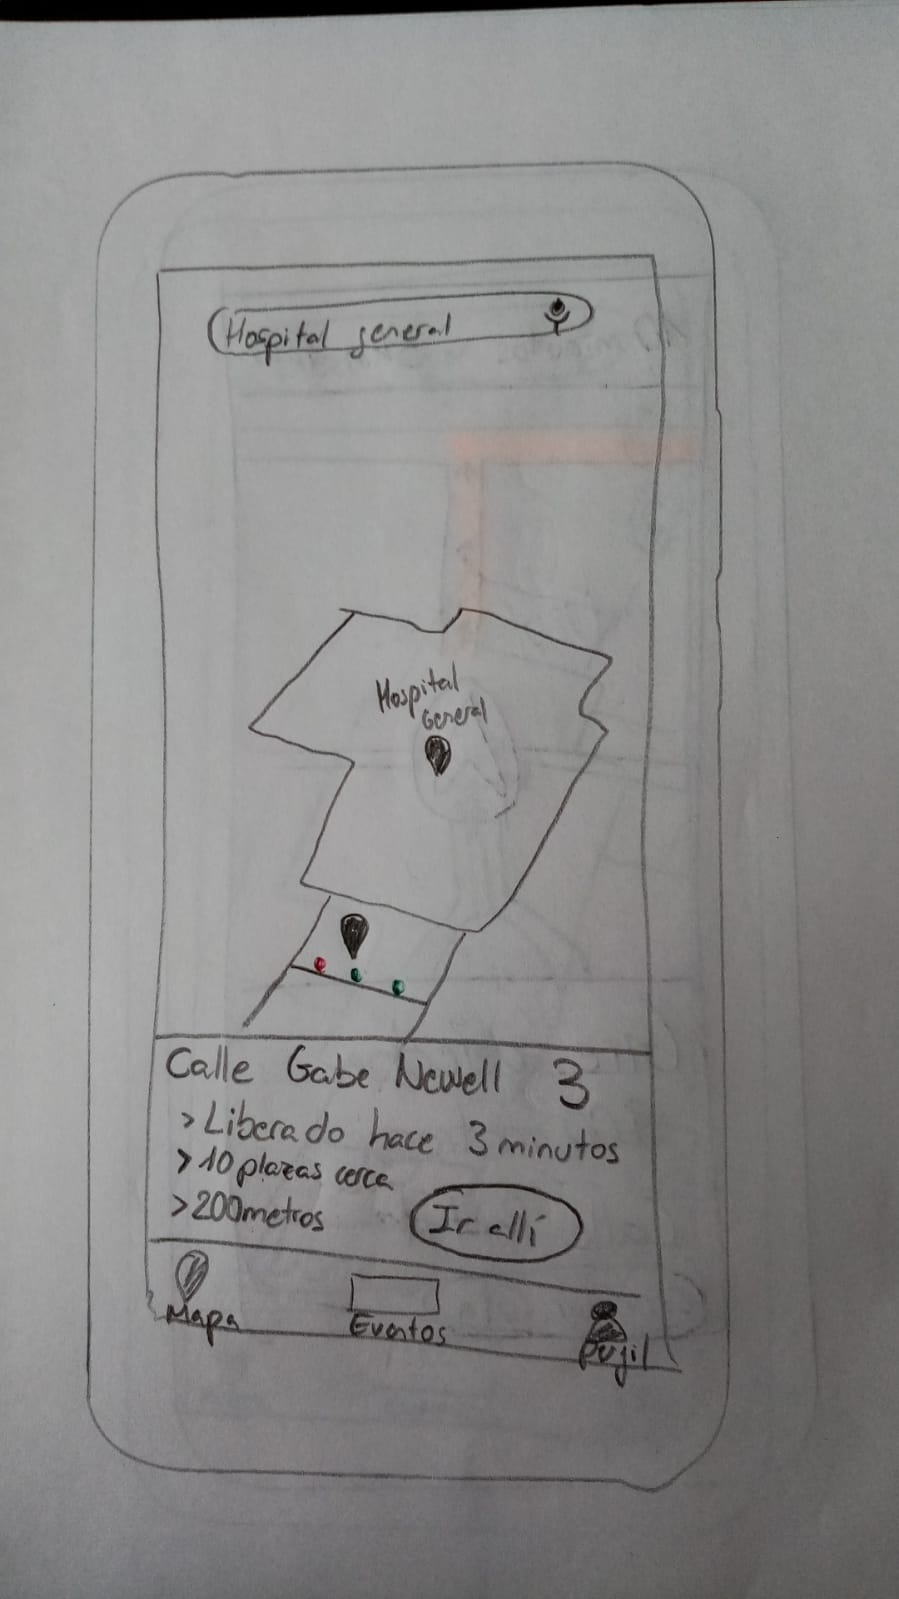 Hospital general
Hospital
General
Calle Gabe Newell 3
> Liberado hace 3 minutos
> 10 plazas cerca
> 200metros
Ir allí
Mapa
Eventos
Perfil